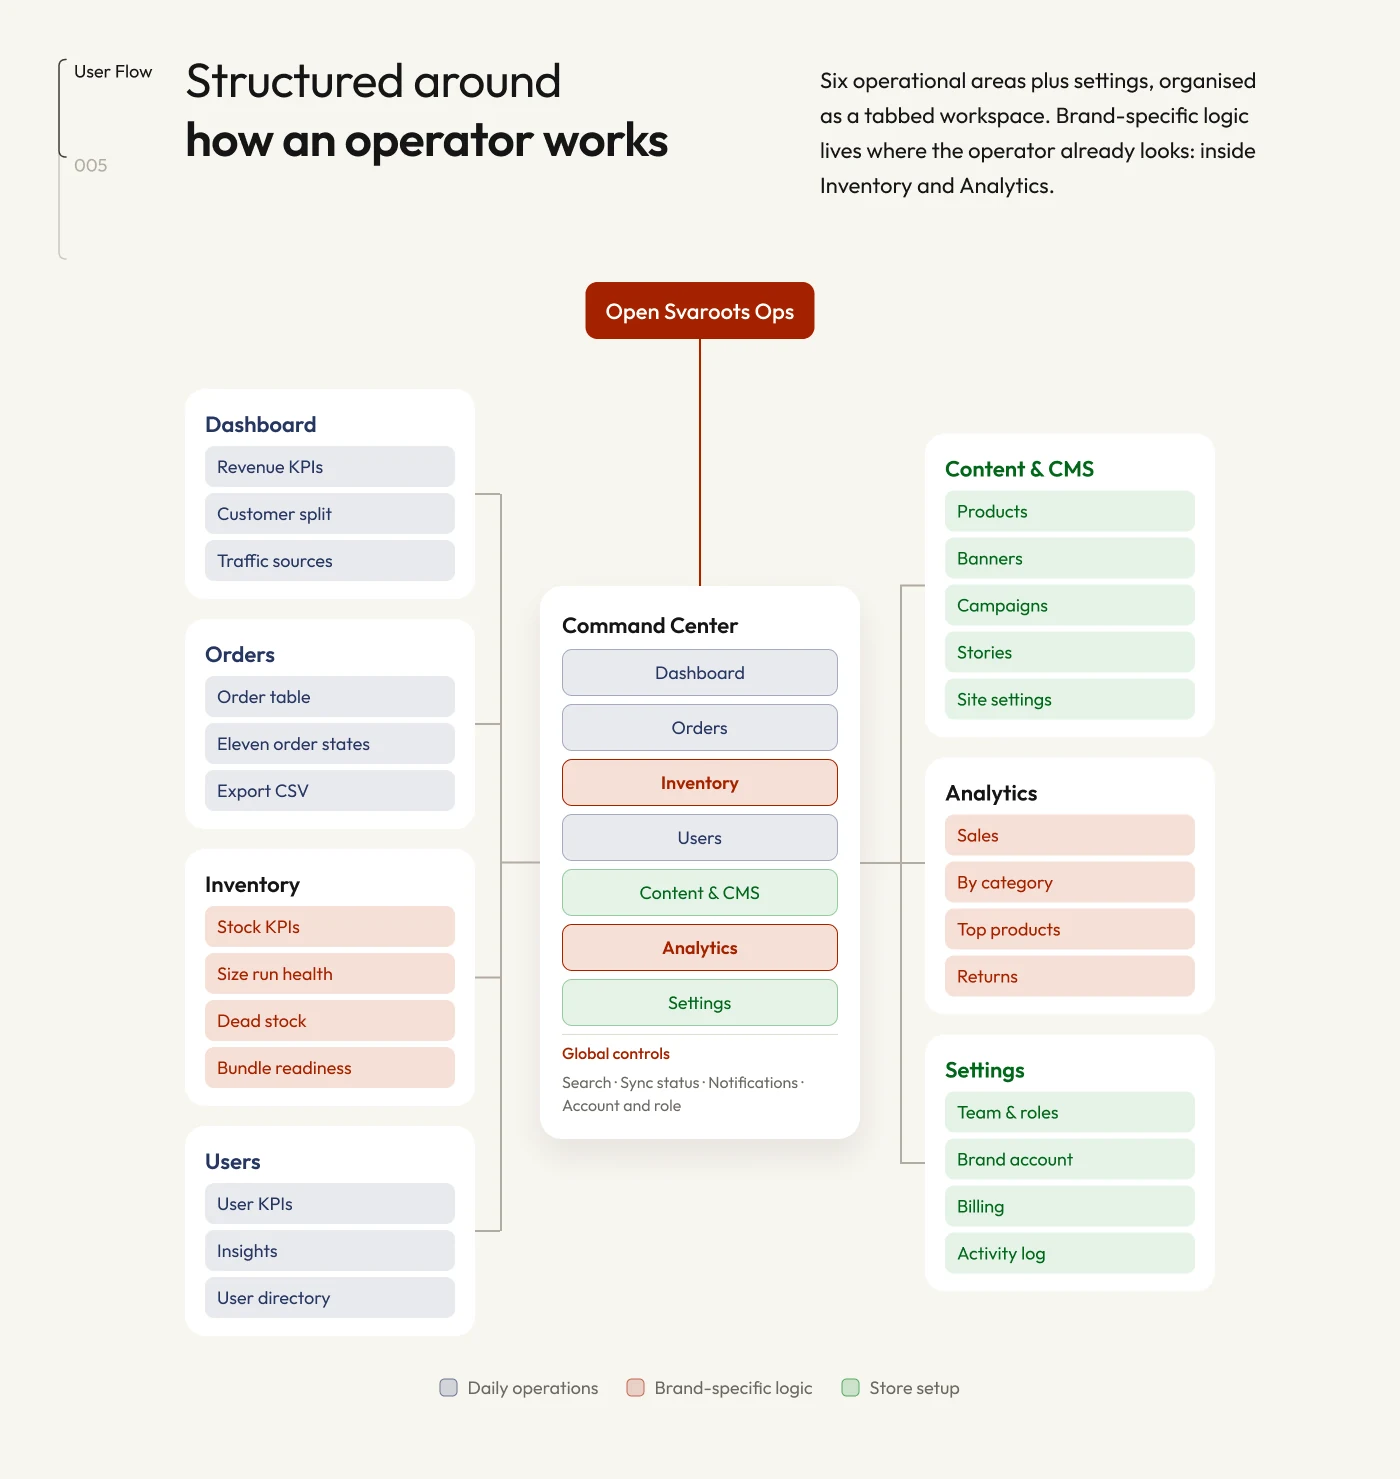 User Flow
005
Structured around
how an operator works
Six operational areas plus settings, organised
as a tabbed workspace. Brand-specific logic
lives where the operator already looks: inside
Inventory and Analytics.
Open Svaroots Ops
Dashboard
Revenue KPIs
Customer split
Traffic sources
Orders
Order table
Eleven order states
Export CSV
Inventory
Stock KPIs
Size run health
Dead stock
Bundle readiness
Users
User KPIs
Insights
User directory
Command Center
Dashboard
Orders
Inventory
Users
Content & CMS
Analytics
Settings
Global controls
Search · Sync status · Notifications ·
Account and role
Content & CMS
Products
Banners
Campaigns
Stories
Site settings
Analytics
Sales
By category
Top products
Returns
Settings
Team & roles
Brand account
Billing
Activity log
Daily operations
Brand-specific logic
Store setup